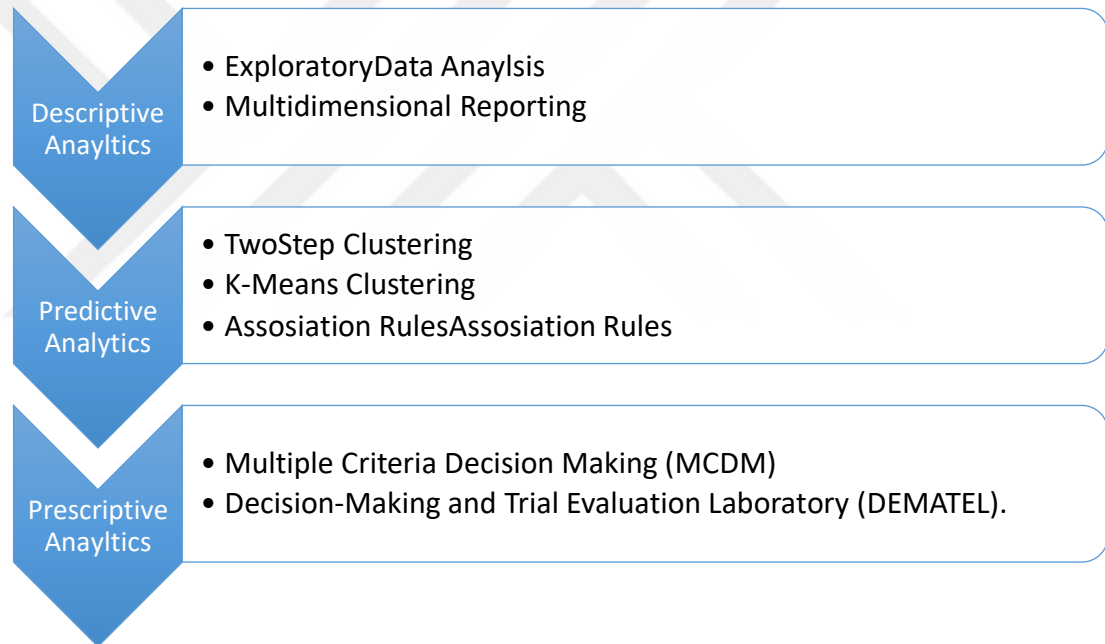 Descriptive
Anayltics
• ExploratoryData Anaylsis
• Multidimensional Reporting
Predictive
Analytics
• TwoStep Clustering
• K-Means Clustering
• Assosiation RulesAssosiation Rules
Prescriptive
Anayltics
• Multiple Criteria Decision Making (MCDM)
• Decision-Making and Trial Evaluation Laboratory (DEMATEL).